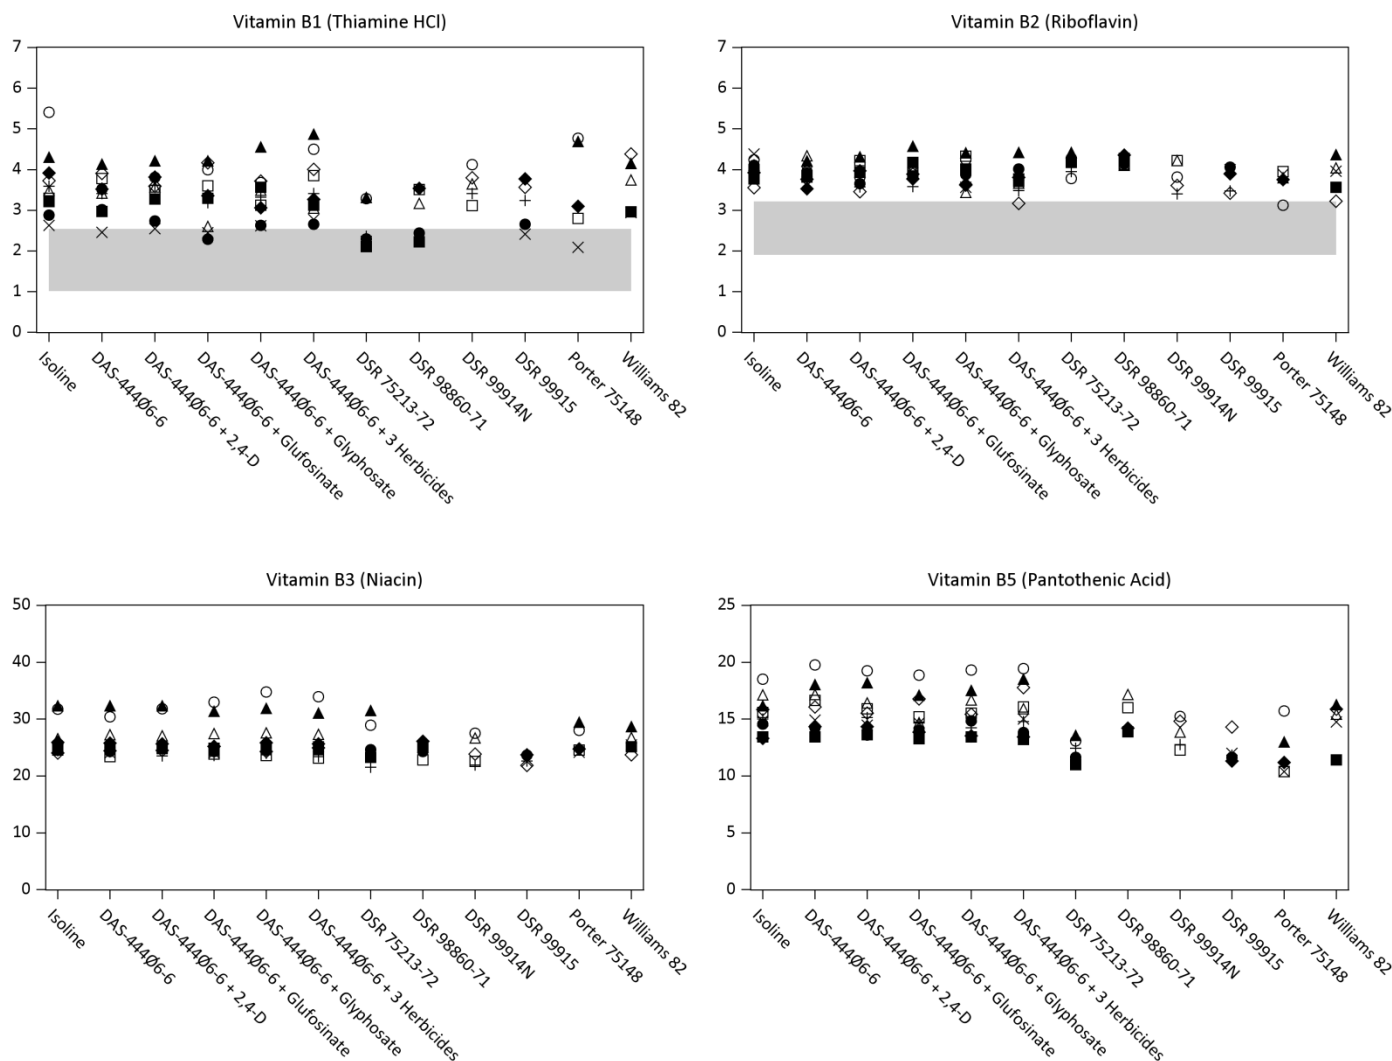 Vitamin B1 (Thiamine HCl)
7
6
5
4
3
2
1
0
Isoline
DAS-444Ø6-6
DAS-444Ø6-6 + 2,4-D
DAS-444Ø6-6 + Glufosinate
DAS-444Ø6-6 + Glyphosate
DAS-444Ø6-6 + 3 Herbicides
DSR 75213-72
DSR 98860-71
DSR 99914N
DSR 99915
Porter 75148
Williams 82
Vitamin B2 (Riboflavin)
7
6
5
4
3
2
1
0
Isoline
DAS-444Ø6-6
DAS-444Ø6-6 + 2,4-D
DAS-444Ø6-6 + Glufosinate
DAS-444Ø6-6 + Glyphosate
DAS-444Ø6-6 + 3 Herbicides
DSR 75213-72
DSR 98860-71
DSR 99914N
DSR 99915
Porter 75148
Williams 82
Vitamin B3 (Niacin)
50
40
30
20
10
0
Isoline
DAS-444Ø6-6
DAS-444Ø6-6 + 2,4-D
DAS-444Ø6-6 + Glufosinate
DAS-444Ø6-6 + Glyphosate
DAS-444Ø6-6 + 3 Herbicides
DSR 75213-72
DSR 98860-71
DSR 99914N
DSR 99915
Porter 75148
Williams 82
Vitamin B5 (Pantothenic Acid)
25
20
15
10
5
0
Isoline
DAS-444Ø6-6
DAS-444Ø6-6 + 2,4-D
DAS-444Ø6-6 + Glufosinate
DAS-444Ø6-6 + Glyphosate
DAS-444Ø6-6 + 3 Herbicides
DSR 75213-72
DSR 98860-71
DSR 99914N
DSR 99915
Porter 75148
Williams 82